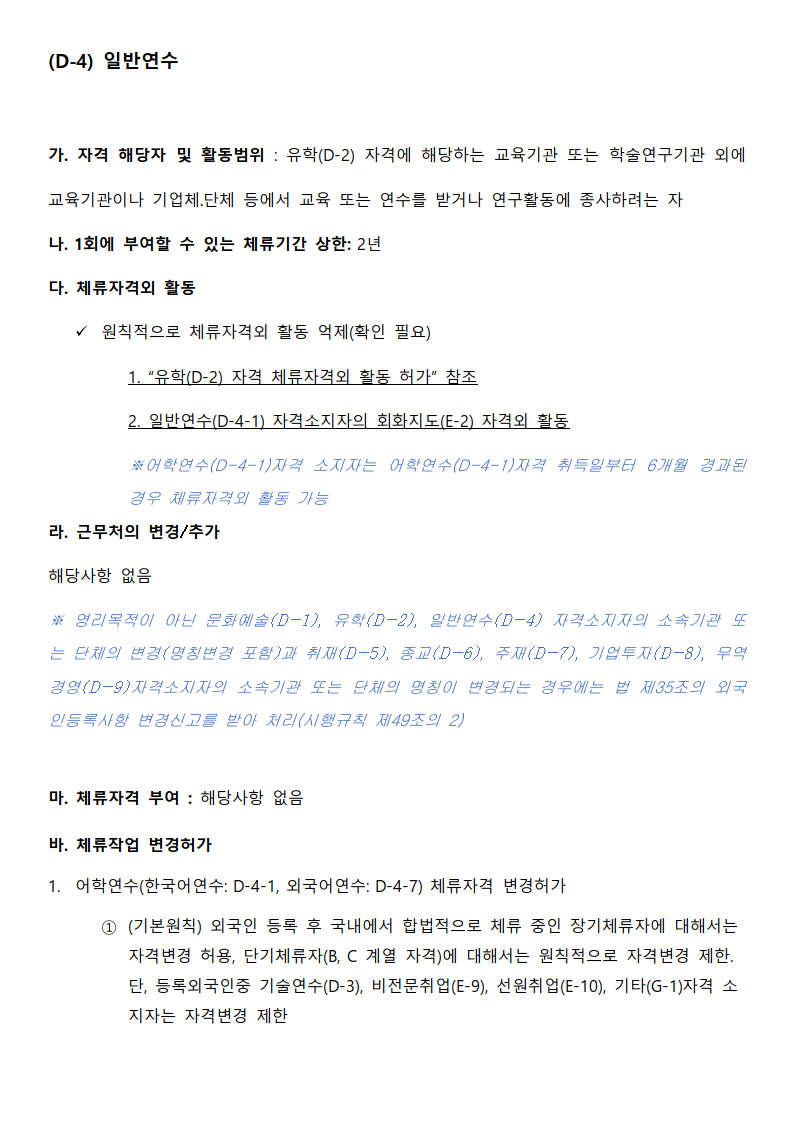 (D-4) 일반연수
가. 자격 해당자 및 활동범위 : 유학(D-2) 자격에 해당하는 교육기관 또는 학술연구기관 외에
교육기관이나 기업체.단체 등에서 교육 또는 연수를 받거나 연구활동에 종사하려는 자
나. 1회에 부여할 수 있는 체류기간 상한: 2년
다. 체류자격외 활동
✓ 원칙적으로 체류자격외 활동 억제(확인 필요)
1. “유학(D-2) 자격 체류자격외 활동 허가” 참조
2. 일반연수(D-4-1) 자격소지자의 회화지도(E-2) 자격외 활동
※어학연수(D-4-1)자격 소지자는 어학연수(D-4-1)자격 취득일부터 6개월 경과된
경우 체류자격외 활동 가능
라. 근무처의 변경/추가
해당사항 없음
※ 영리목적이 아닌 문화예술(D-1), 유학(D-2), 일반연수(D-4) 자격소지자의 소속기관 또
는 단체의 변경(명칭변경 포함)과 취재(D-5), 종교(D-6), 주재(D-7), 기업투자(D-8), 무역
경영(D-9)자격소지자의 소속기관 또는 단체의 명칭이 변경되는 경우에는 법 제35조의 외국
인등록사항 변경신고를 받아 처리(시행규칙 제49조의 2)
마. 체류자격 부여 : 해당사항 없음
바. 체류작업 변경허가
1. 어학연수(한국어연수: D-4-1, 외국어연수: D-4-7) 체류자격 변경허가
① (기본원칙) 외국인 등록 후 국내에서 합법적으로 체류 중인 장기체류자에 대해서는
자격변경 허용, 단기체류자(B, C 계열 자격)에 대해서는 원칙적으로 자격변경 제한.
단, 등록외국인중 기술연수(D-3), 비전문취업(E-9), 선원취업(E-10), 기타(G-1)자격 소
지자는 자격변경 제한